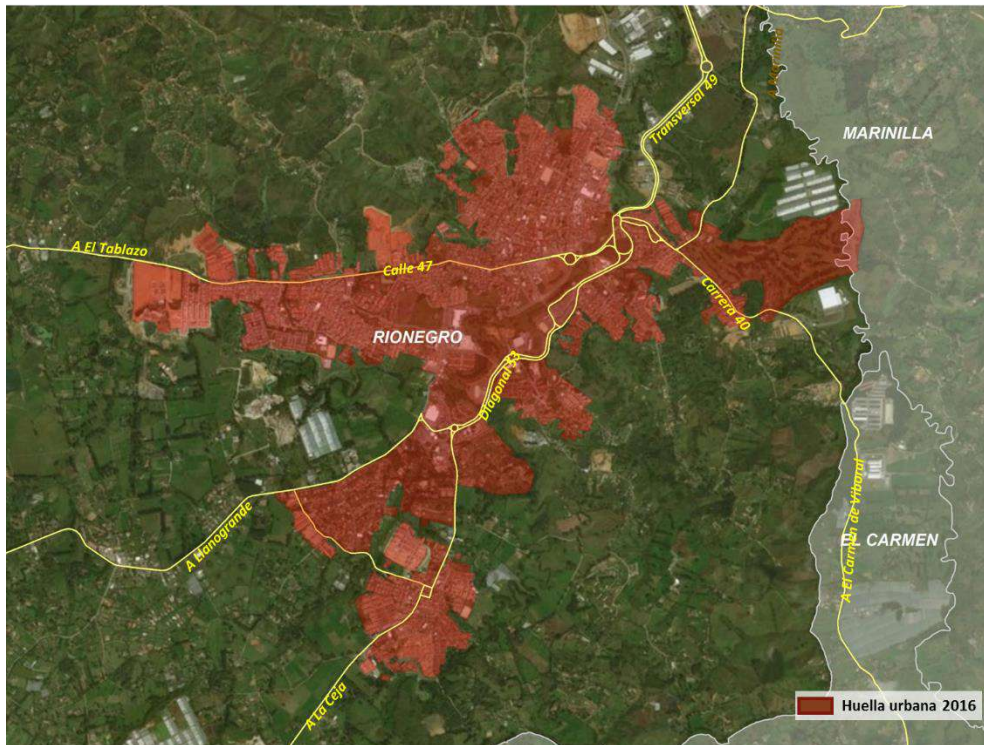 Transversal 49
A Marinilla
MARINILLA
A El Tablazo
Calle 47
Carrera 40
RIONEGRO
Diagonal 53
A Llanogrande
EL CARMEN
A El Carmen de Viboral
A La Ceja
Huella urbana 2016